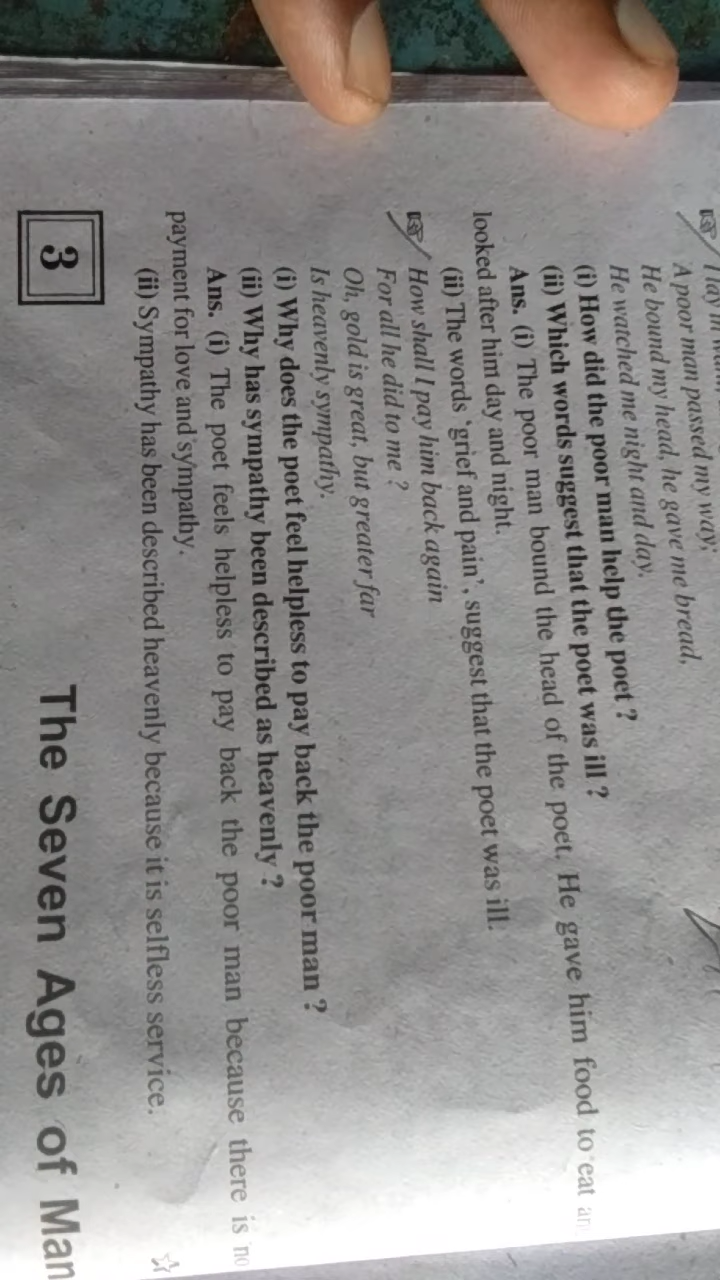 A poor man passed my way;
He bound my head, he gave me bread,
He watched me night and day.
(i) How did the poor man help the poet ?
(ii) Which words suggest that the poet was ill ?
Ans. (i) The poor man bound the head of the poet. He gave him food to eat
looked after him day and night.
(ii) The words 'grief and pain', suggest that the poet was ill.
How shall I pay him back again
For all he did to me ?
Oh, gold is great, but greater far
Is heavenly sympathy.
(i) Why does the poet feel helpless to pay back the poor man ?
(ii) Why has sympathy been described as heavenly ?
Ans. (i) The poet feels helpless to pay back the poor man because there is no
payment for love and sympathy.
(ii) Sympathy has been described heavenly because it is selfless service.
3
The Seven Ages of Man